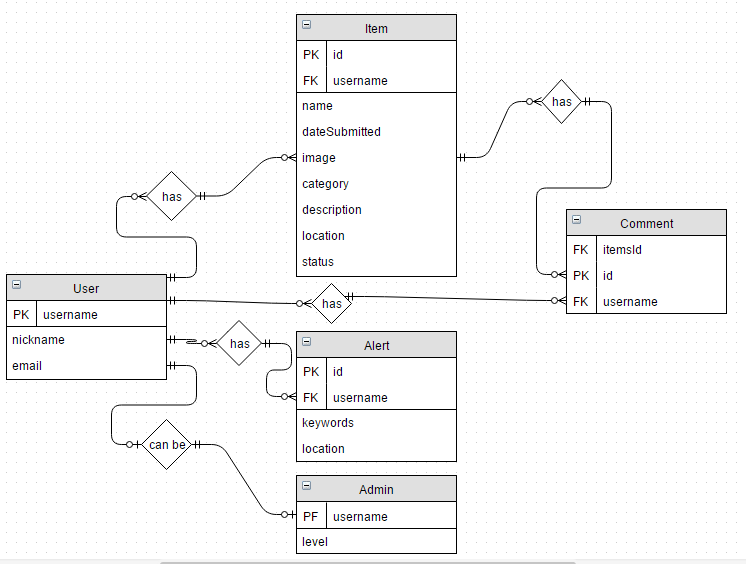 Item
PK id
FK username
name
dateSubmitted
image
category
description
location
status
has
has
Comment
FK itemsId
PK id
FK username
User
PK username
nickname
email
has
has
Alert
PK id
FK username
keywords
location
can be
Admin
PF username
level